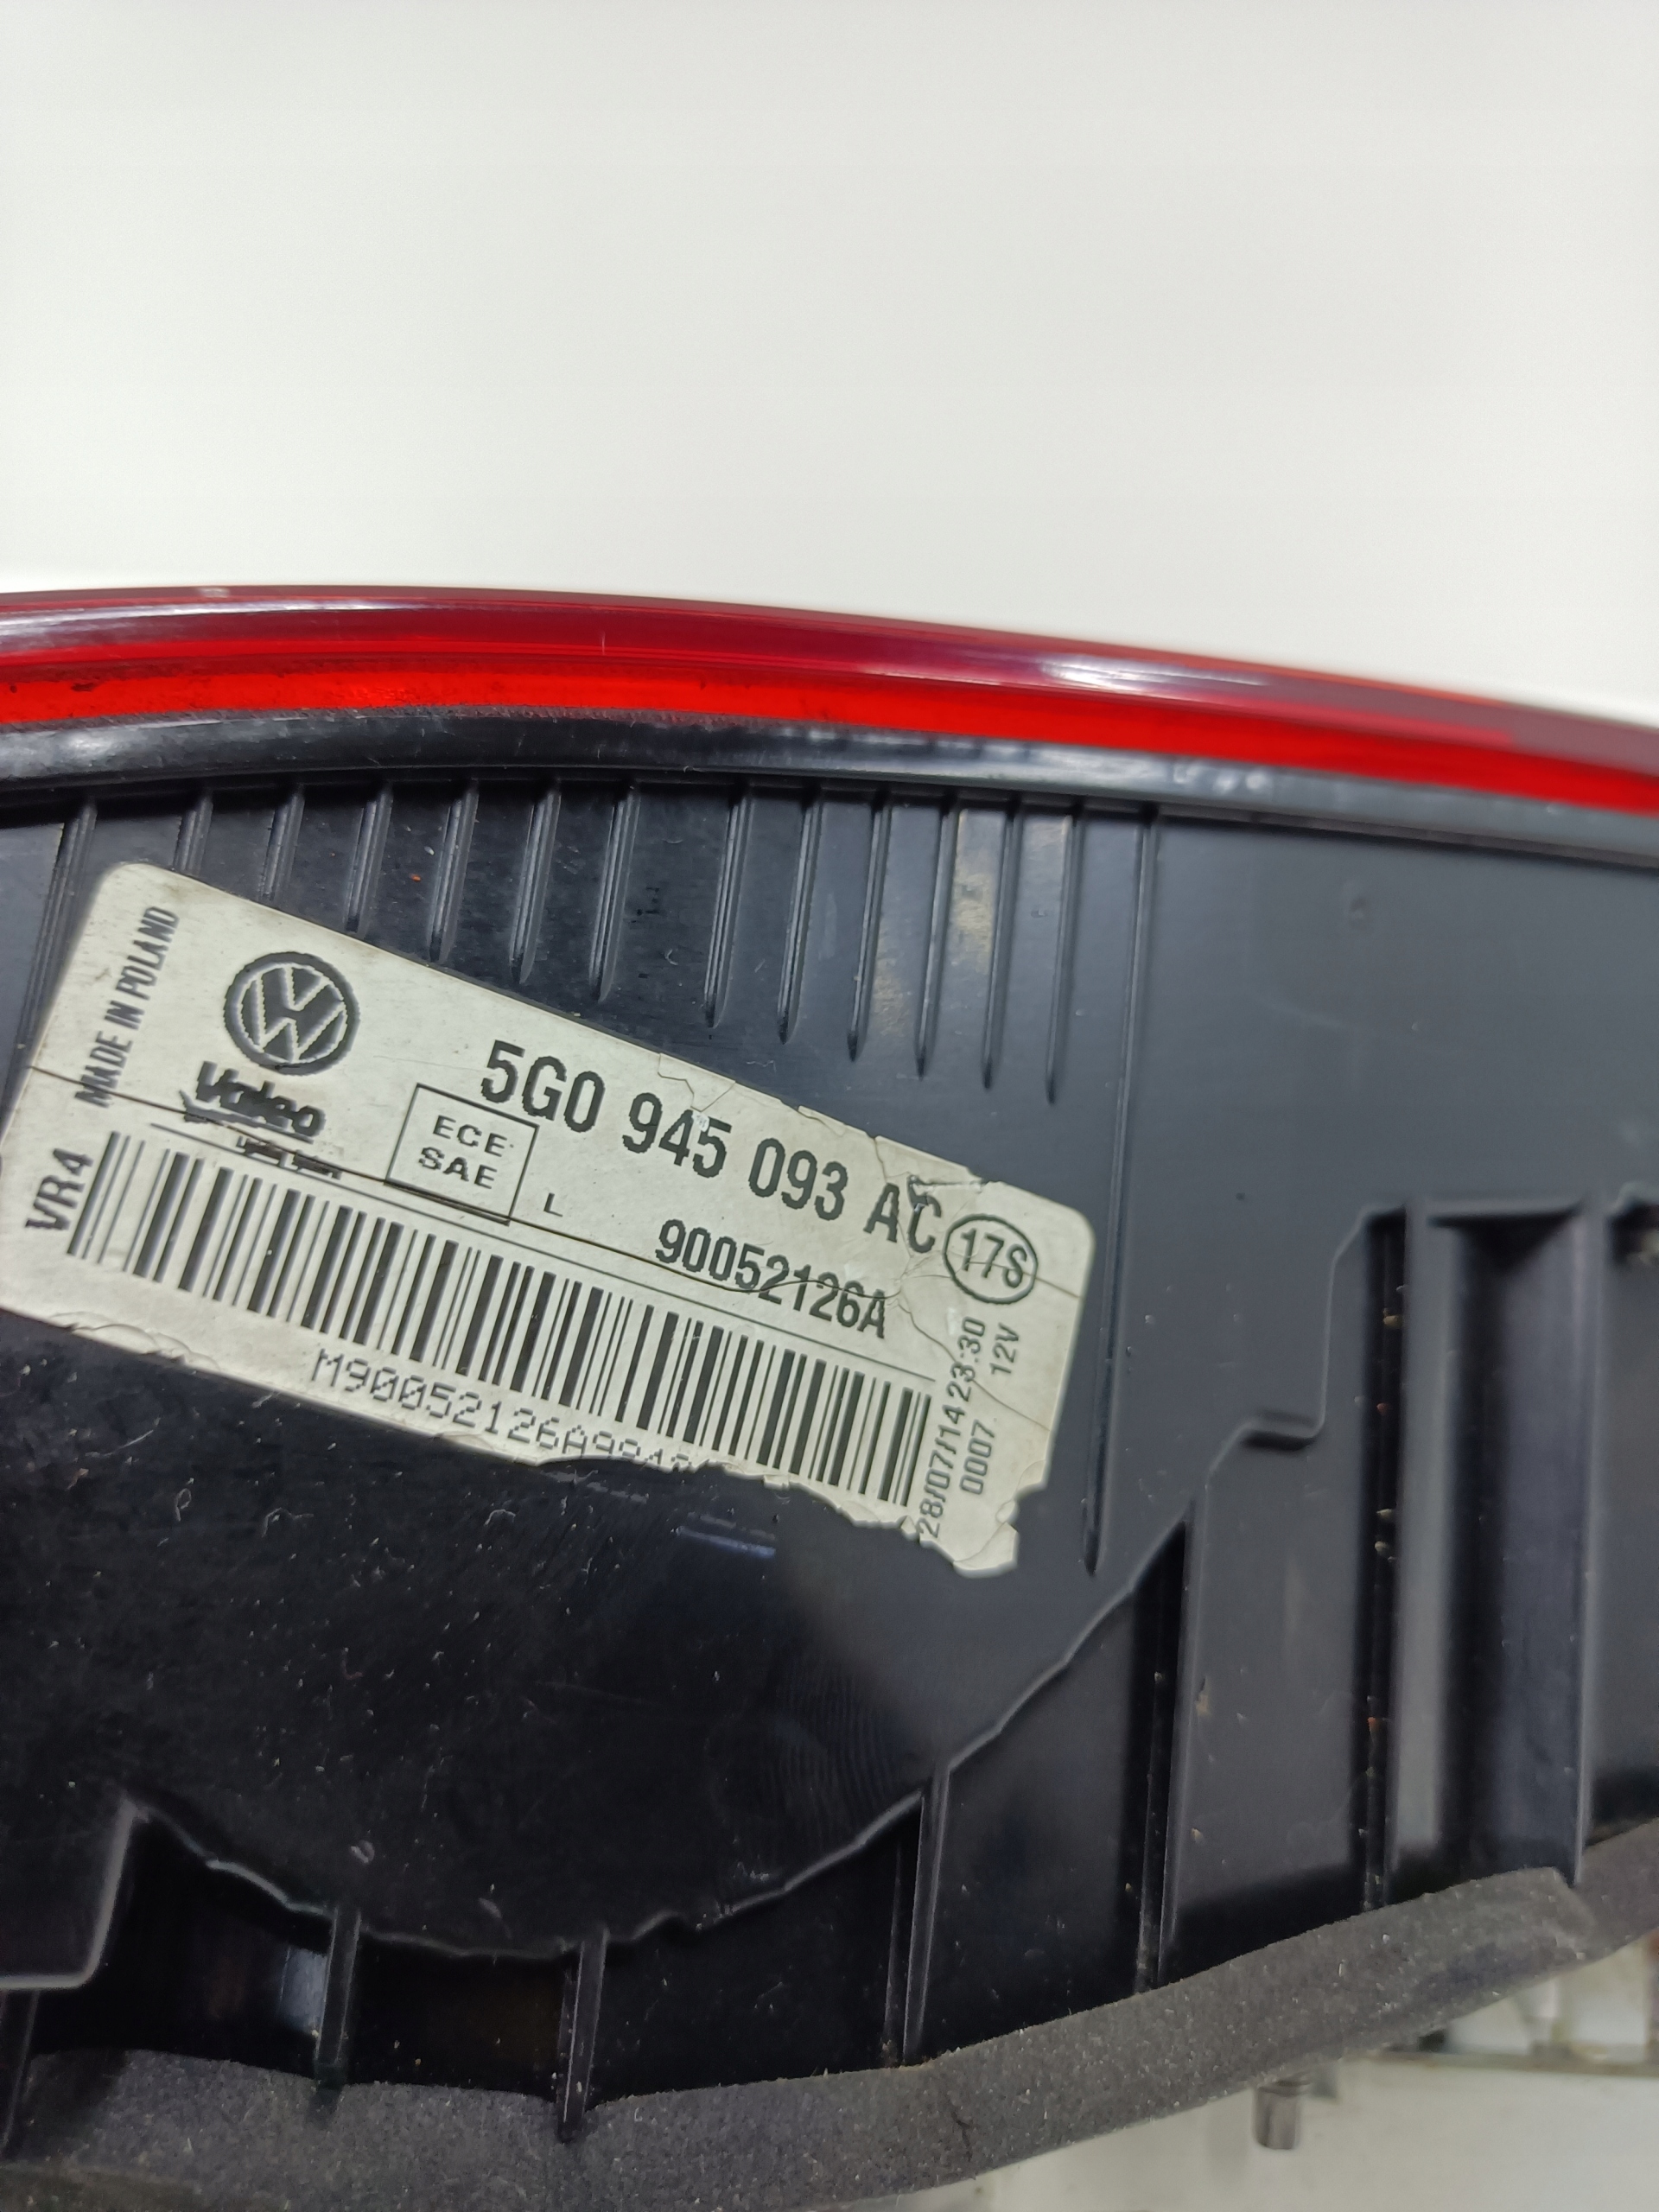 MADE IN POLAND
Valeo
5G0 945 093 AC
17S
ECE
SAE
L
90052126A
VR4
M90052126A
28/07/14 23:30
0007 12V